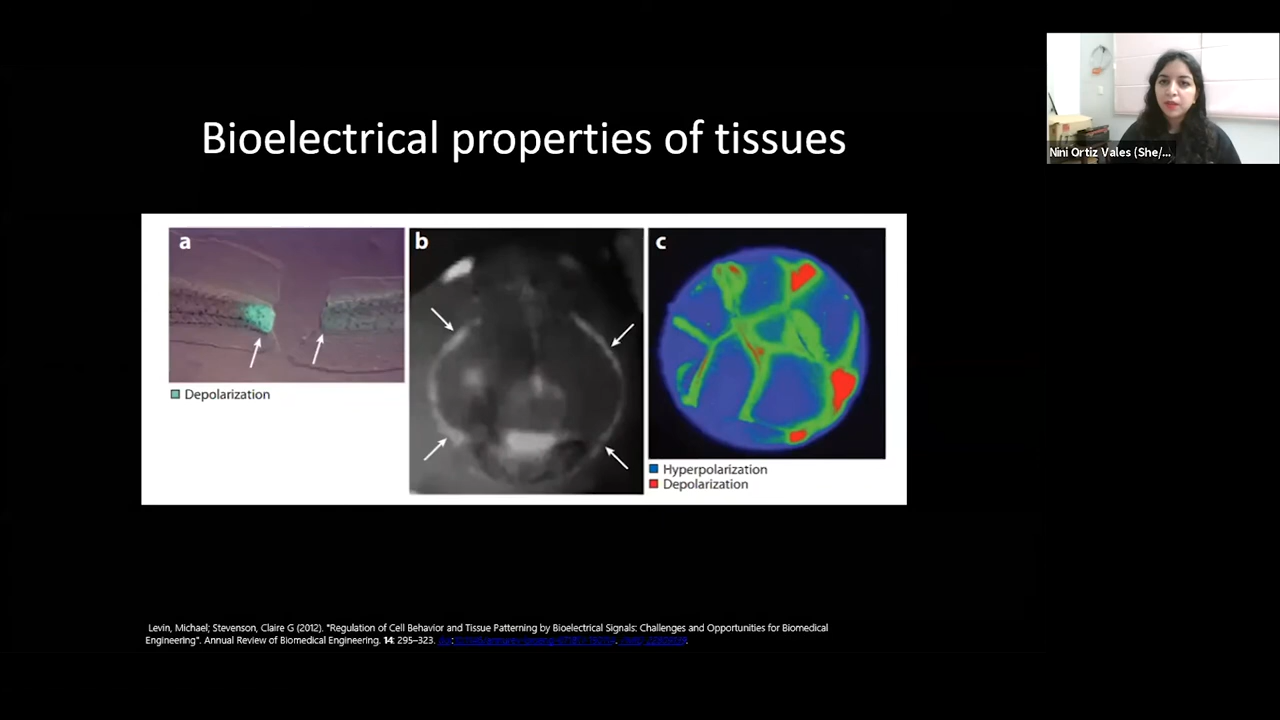 Bioelectrical properties of tissues
Nini Ortiz Vales (She/...
a
b
c
Depolarization
Hyperpolarization
Depolarization
Levin, Michael; Stevenson, Claire G (2012). "Regulation of Cell Behavior and Tissue Patterning by Bioelectrical Signals: Challenges and Opportunities for Biomedical
Engineering". Annual Review of Biomedical Engineering. 14: 295–323.